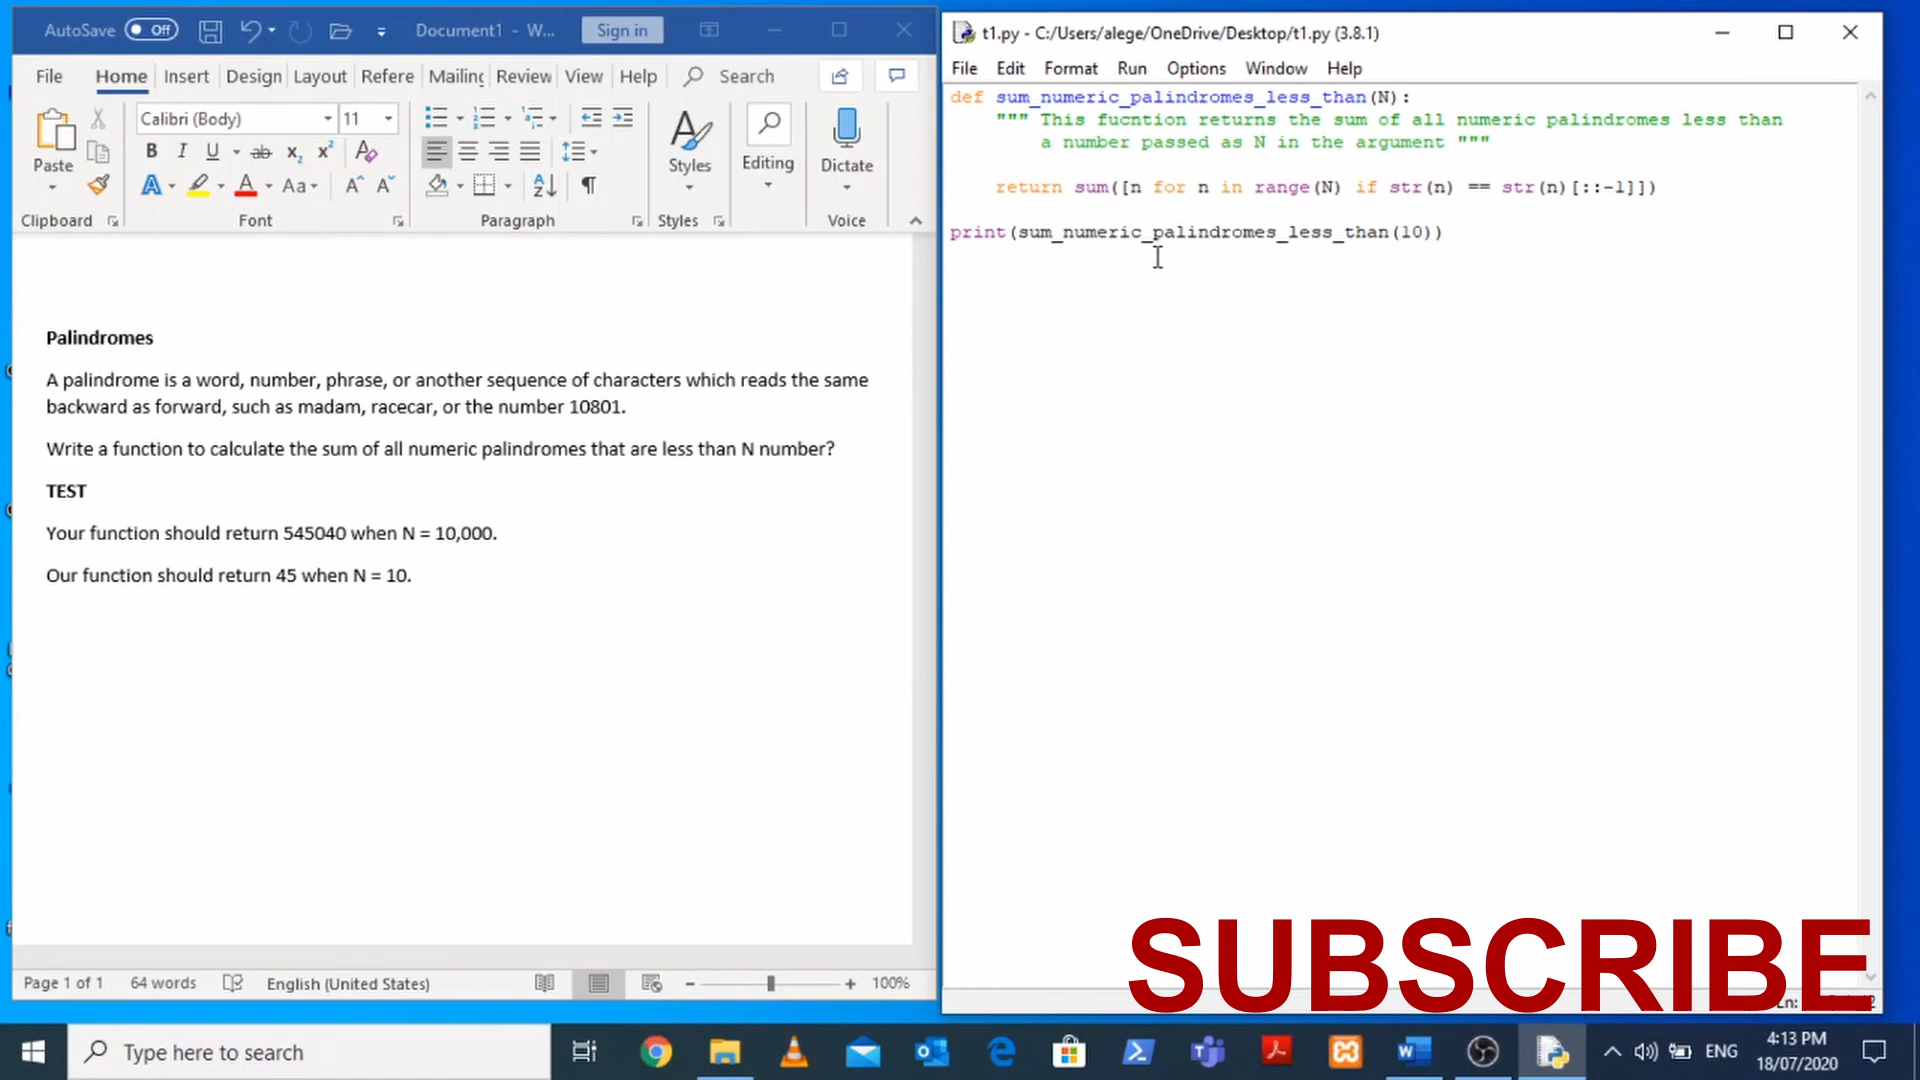 AutoSave Off Document1 - W... Sign in
File Home Insert Design Layout Refere Mailing Review View Help Search
Calibri (Body) 11
Paste Styles Editing Dictate
Clipboard Font Paragraph Styles Voice
Palindromes
A palindrome is a word, number, phrase, or another sequence of characters which reads the same
backward as forward, such as madam, racecar, or the number 10801.
Write a function to calculate the sum of all numeric palindromes that are less than N number?
TEST
Your function should return 545040 when N = 10,000.
Our function should return 45 when N = 10.
Page 1 of 1 64 words English (United States) 100%
t1.py - C:/Users/alege/OneDrive/Desktop/t1.py (3.8.1)
File Edit Format Run Options Window Help
def sum_numeric_palindromes_less_than(N):
""" This fucntion returns the sum of all numeric palindromes less than
a number passed as N in the argument """
return sum([n for n in range(N) if str(n) == str(n)[::-1]])
print(sum_numeric_palindromes_less_than(10))
SUBSCRIBE
Type here to search
ENG
4:13 PM
18/07/2020